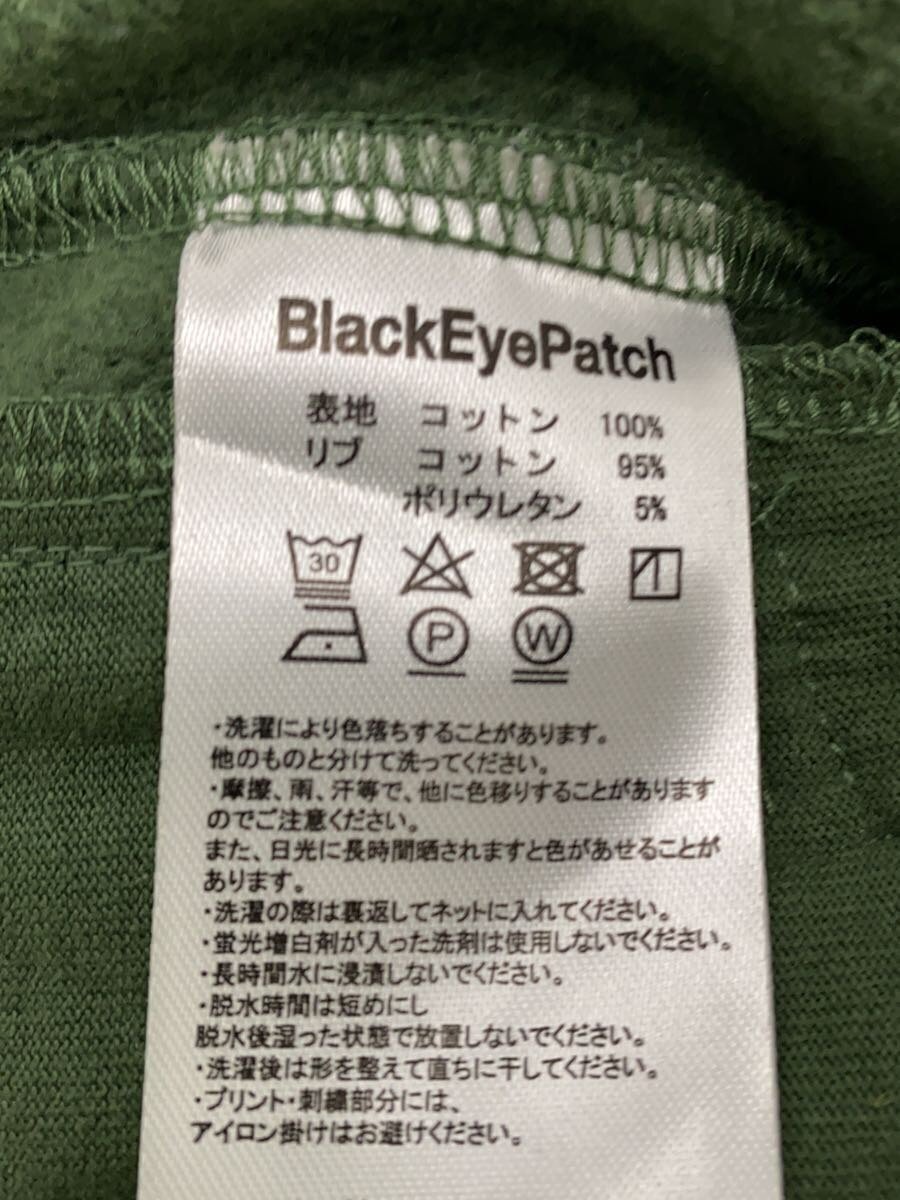 BlackEyePatch
表地 コットン 100%
リブ コットン 95%
ポリウレタン 5%
30
P W
・洗濯により色落ちすることがあります。
他のものと分けて洗ってください。
・摩擦、雨、汗等で、他に色移りすることがあります
のでご注意ください。
また、日光に長時間晒されますと色があせることが
あります。
・洗濯の際は裏返してネットに入れてください。
・蛍光増白剤が入った洗剤は使用しないでください。
・長時間水に浸漬しないでください。
・脱水時間は短めにし
脱水後湿った状態で放置しないでください。
・洗濯後は形を整えて直ちに干してください。
・プリント・刺繍部分には、
アイロン掛けはお避けください。